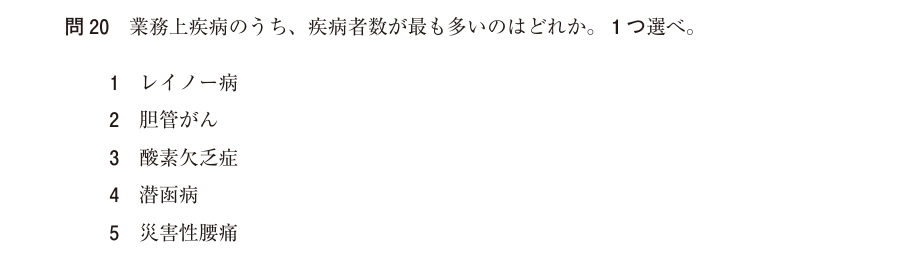 問20 業務上疾病のうち、疾病者数が最も多いのはどれか。1つ選べ。
1 レイノー病
2 胆管がん
3 酸素欠乏症
4 潜函病
5 災害性腰痛